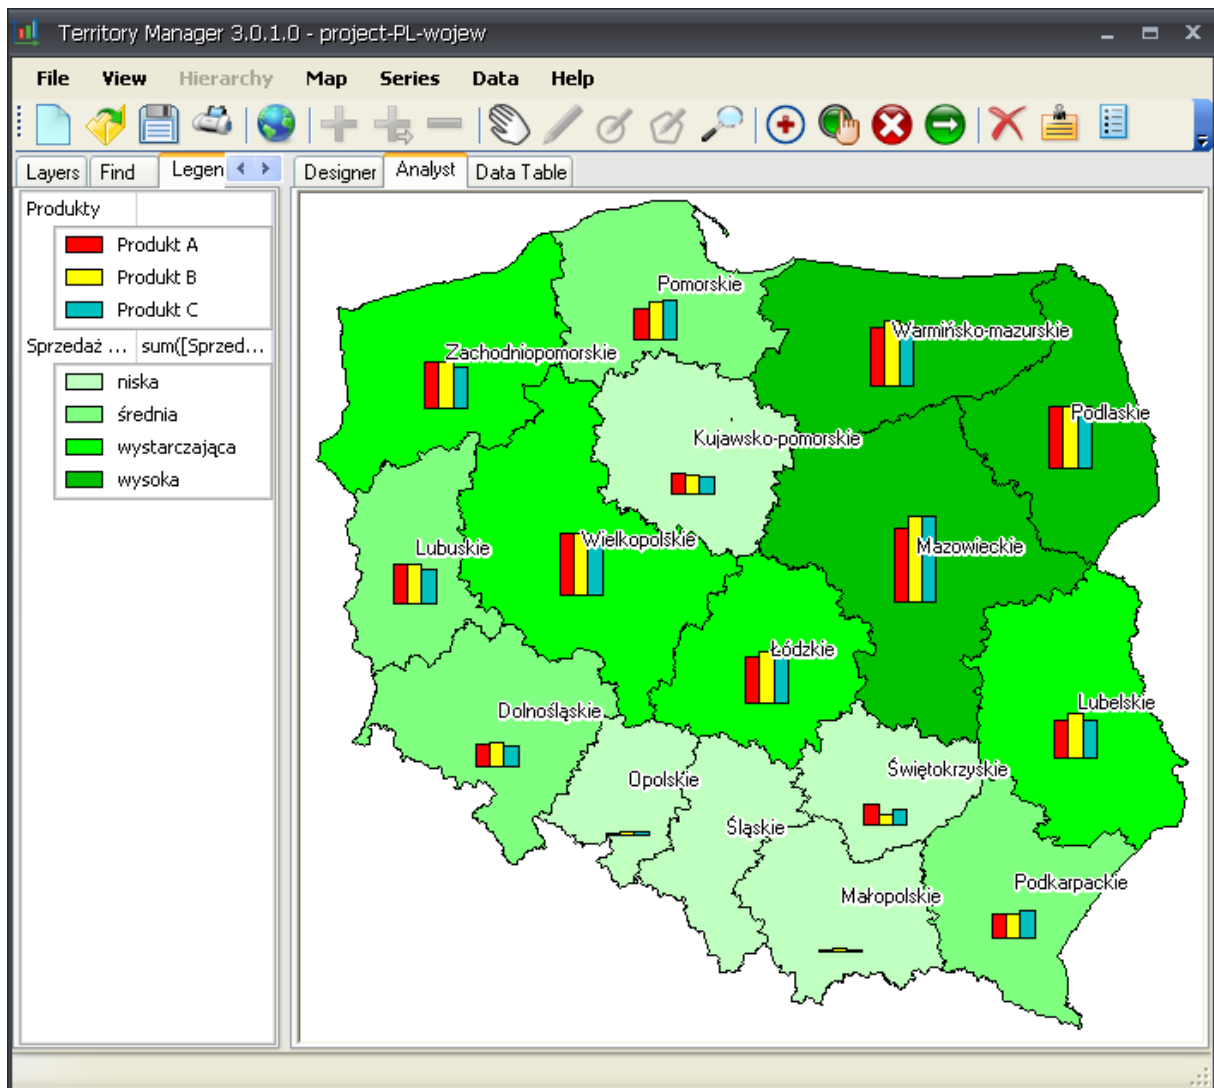 Territory Manager 3.0.1.0 - project-PL-wojew
File View Hierarchy Map Series Data Help
Layers Find Legen Designer Analyst Data Table
Produkty
Produkt A
Produkt B
Produkt C
Sprzedaż ... sum([Sprzed...
niska
średnia
wystarczająca
wysoka
Pomorskie
Warmińsko-mazurskie
Zachodniopomorskie
Podlaskie
Kujawsko-pomorskie
Wielkopolskie
Lubuskie
Mazowieckie
Łódzkie
Lubelskie
Dolnośląskie
Świętokrzyskie
Opolskie
Śląskie
Podkarpackie
Małopolskie